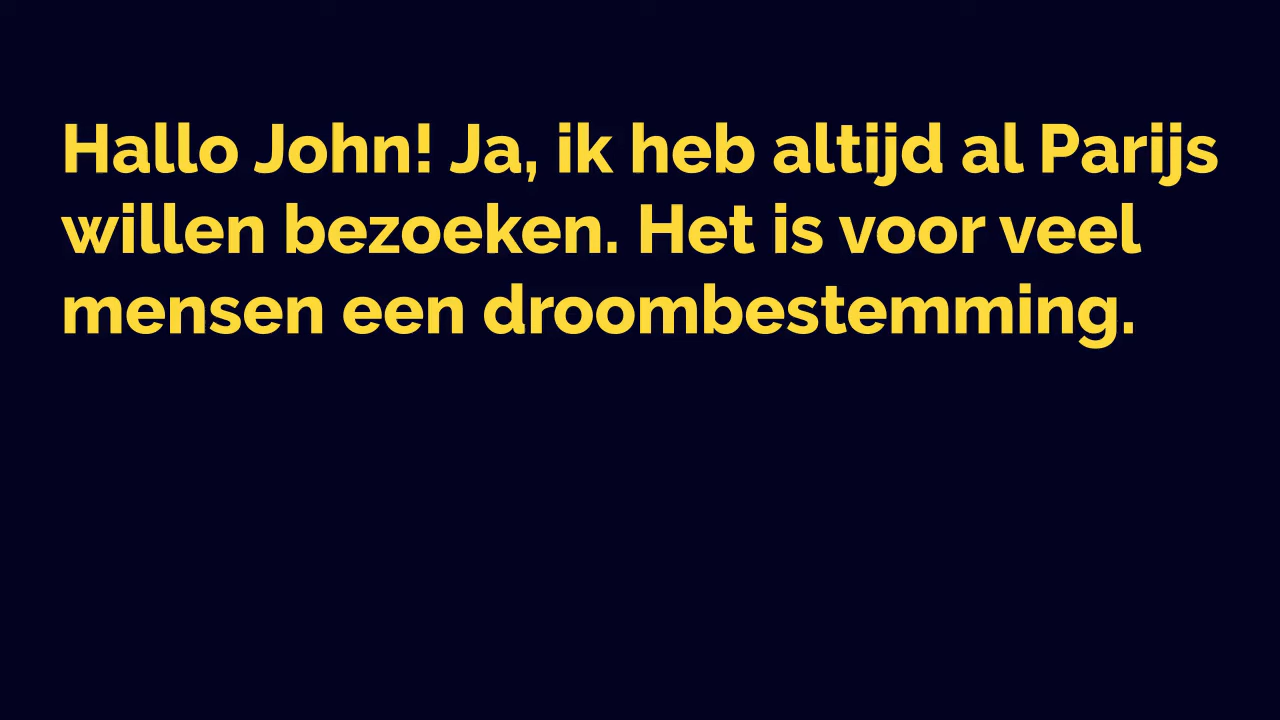 Hallo John! Ja, ik heb altijd al Parijs
willen bezoeken. Het is voor veel
mensen een droombestemming.